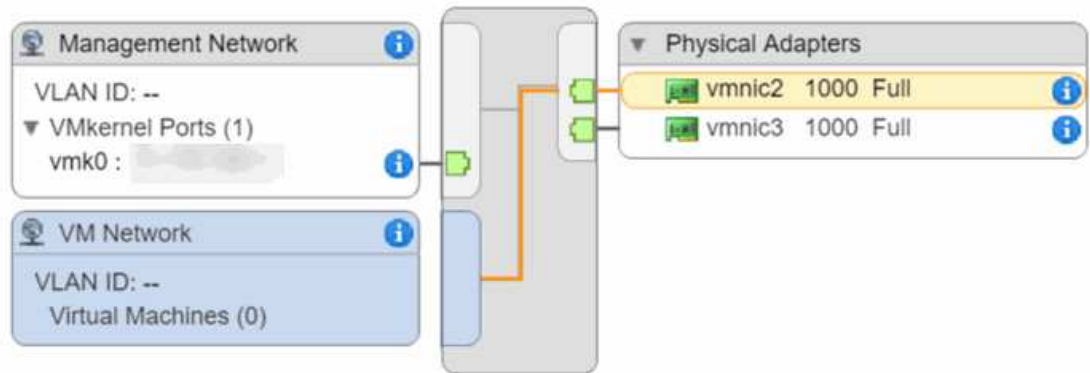 Management Network
VLAN ID: --
VMkernel Ports (1)
vmk0 :
VM Network
VLAN ID: --
Virtual Machines (0)
Physical Adapters
vmnic2 1000 Full
vmnic3 1000 Full